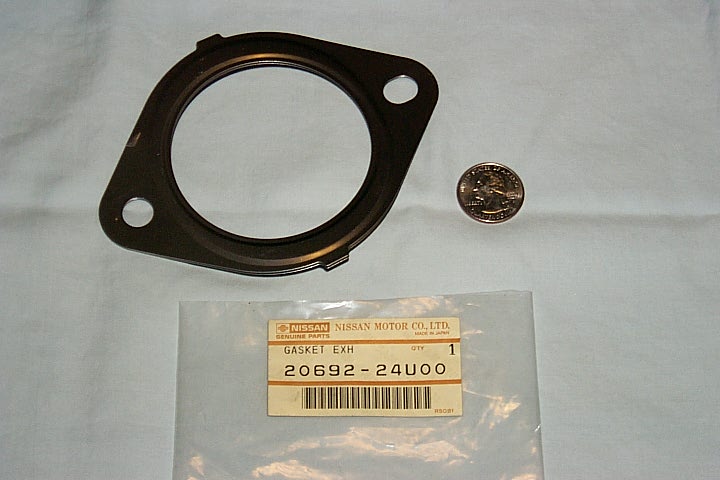 NISSAN NISSAN MOTOR CO., LTD.
GENUINE PARTS MADE IN JAPAN
GASKET EXH QTY 1
20692-24U00